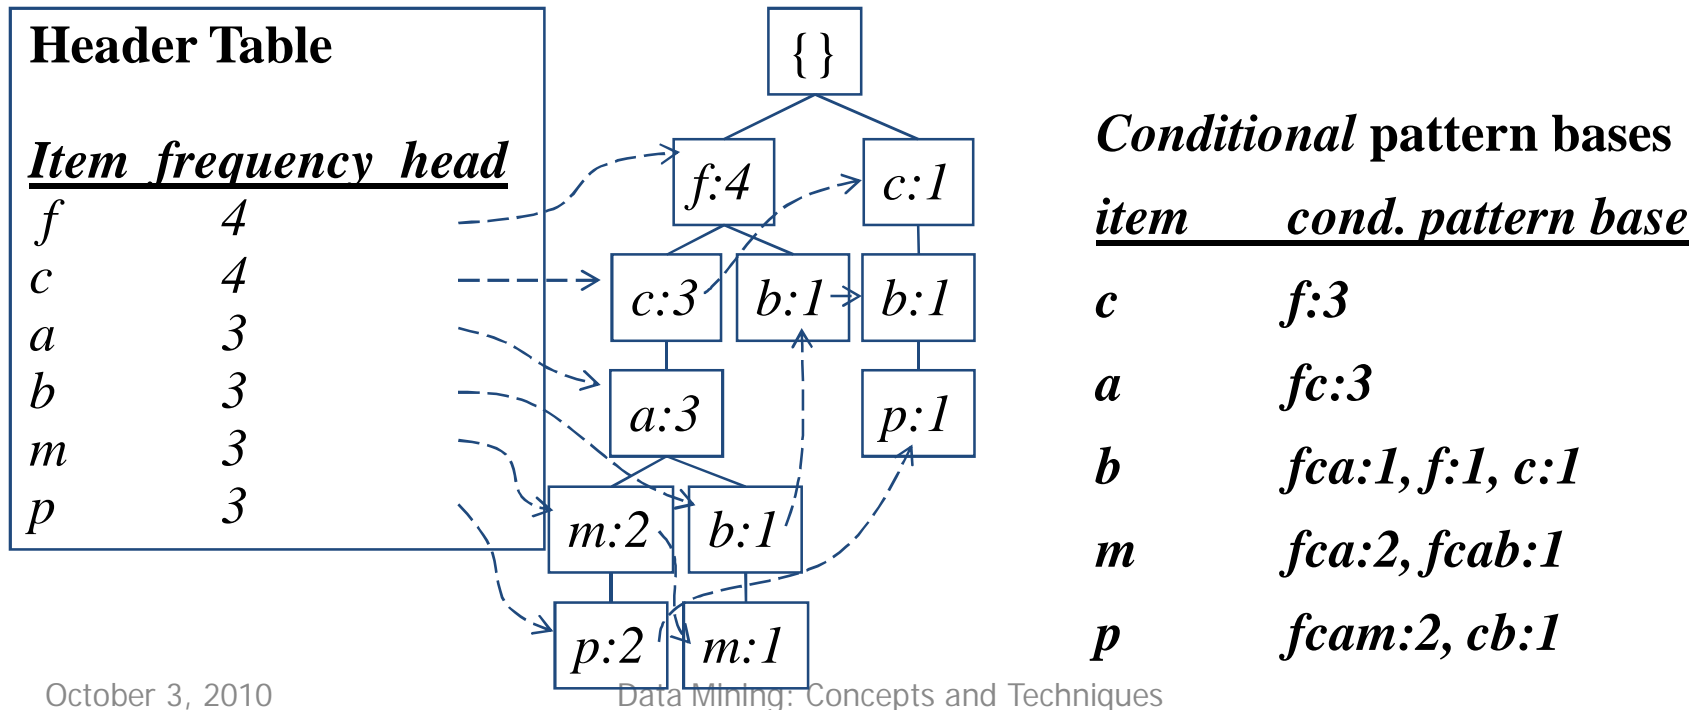 Header Table
Item frequency head
f 4
c 4
a 3
b 3
m 3
p 3
{}
f:4 c:1
c:3 b:1 b:1
a:3 p:1
m:2 b:1
p:2 m:1
Conditional pattern bases
item cond. pattern base
c f:3
a fc:3
b fca:1, f:1, c:1
m fca:2, fcab:1
p fcam:2, cb:1
October 3, 2010 Data Mining: Concepts and Techniques